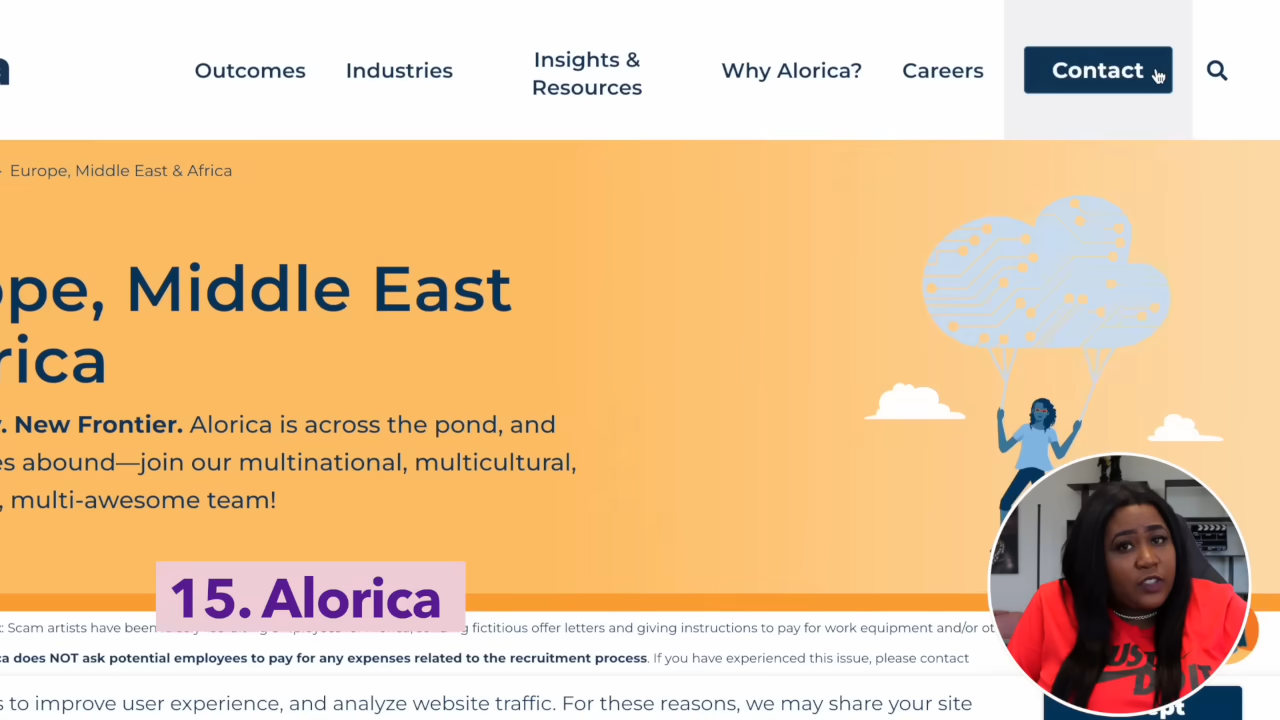 Outcomes
Industries
Insights &
Resources
Why Alorica?
Careers
Contact
Europe, Middle East & Africa
ope, Middle East
rica
. New Frontier. Alorica is across the pond, and
es abound—join our multinational, multicultural,
, multi-awesome team!
15. Alorica
: Scam artists have been fictitious offer letters and giving instructions to pay for work equipment and/or ot
ca does NOT ask potential employees to pay for any expenses related to the recruitment process. If you have experienced this issue, please contact
s to improve user experience, and analyze website traffic. For these reasons, we may share your site